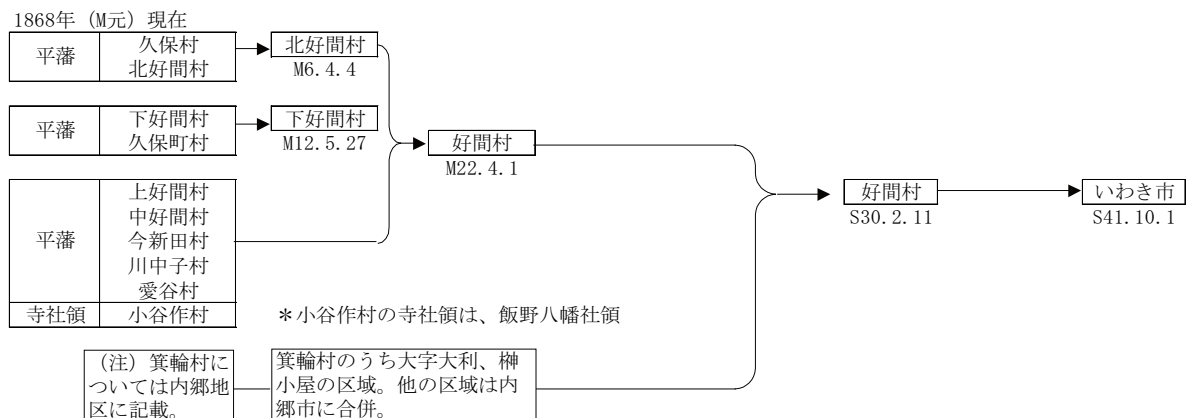 1868年（M元）現在
平藩
久保村
北好間村
北好間村
M6.4.4
平藩
下好間村
久保町村
下好間村
M12.5.27
好間村
M22.4.1
平藩
上好間村
中好間村
今新田村
川中子村
愛谷村
寺社領
小谷作村
＊小谷作村の寺社領は、飯野八幡社領
好間村
S30.2.11
いわき市
S41.10.1
（注）箕輪村に
ついては内郷地
区に記載。
箕輪村のうち大字大利、榊
小屋の区域。他の区域は内
郷市に合併。